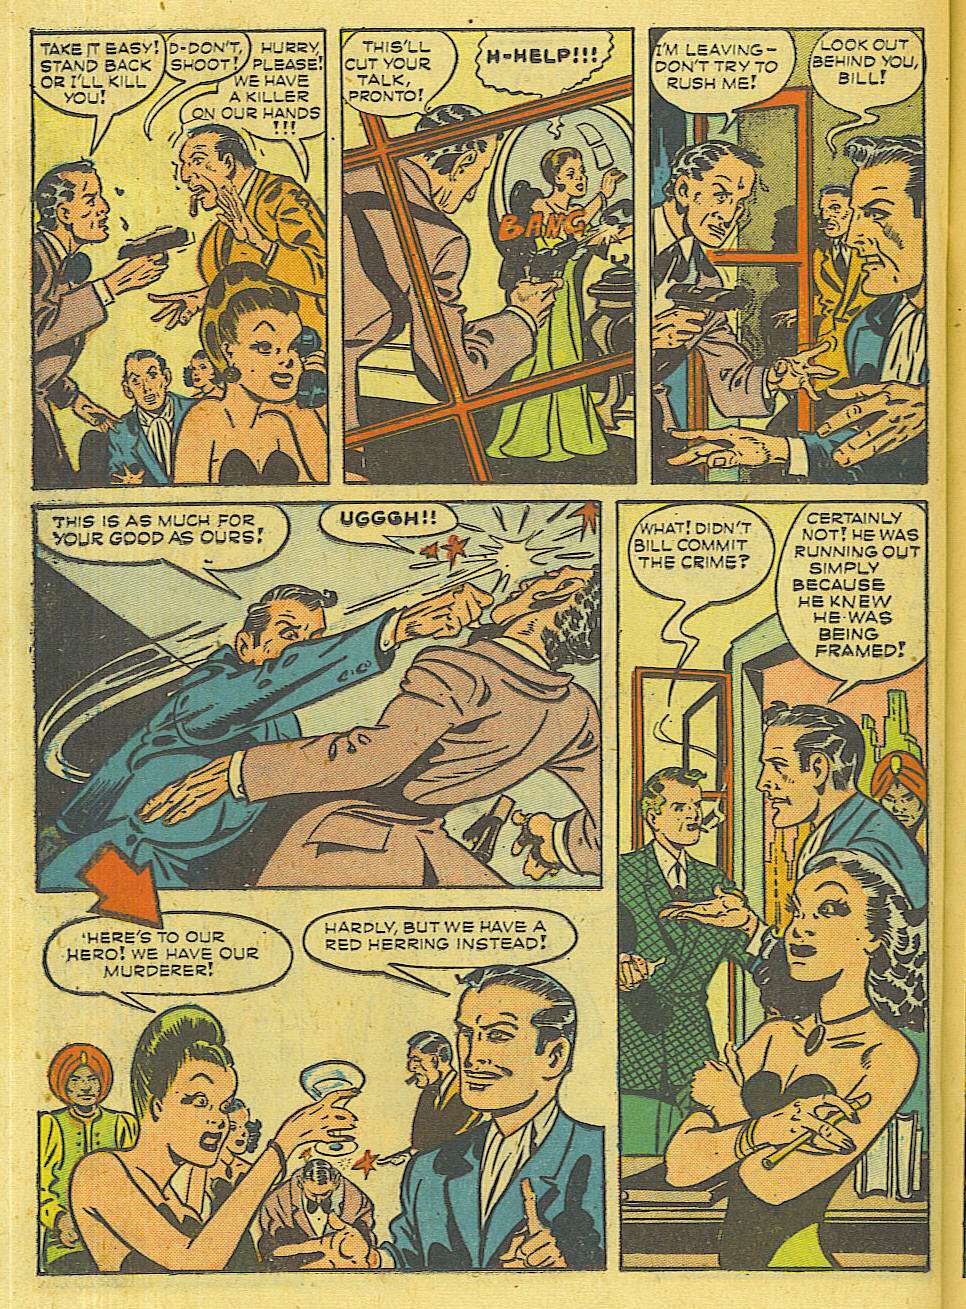 TAKE IT EASY!
STAND BACK
OR I'LL KILL
YOU!
D-DON'T,
SHOOT!
HURRY,
PLEASE!
WE HAVE
A KILLER
ON OUR HANDS
!!!
THIS'LL
CUT YOUR
TALK,
PRONTO!
H-HELP!!!
BANG
I'M LEAVING-
DON'T TRY TO
RUSH ME!
LOOK OUT
BEHIND YOU,
BILL!
THIS IS AS MUCH FOR
YOUR GOOD AS OURS!
UGGGH!!
WHAT! DIDN'T
BILL COMMIT
THE CRIME?
CERTAINLY
NOT! HE WAS
RUNNING OUT
SIMPLY
BECAUSE
HE KNEW
HE WAS
BEING
FRAMED!
'HERE'S TO OUR
HERO! WE HAVE OUR
MURDERER!
HARDLY, BUT WE HAVE A
RED HERRING INSTEAD!